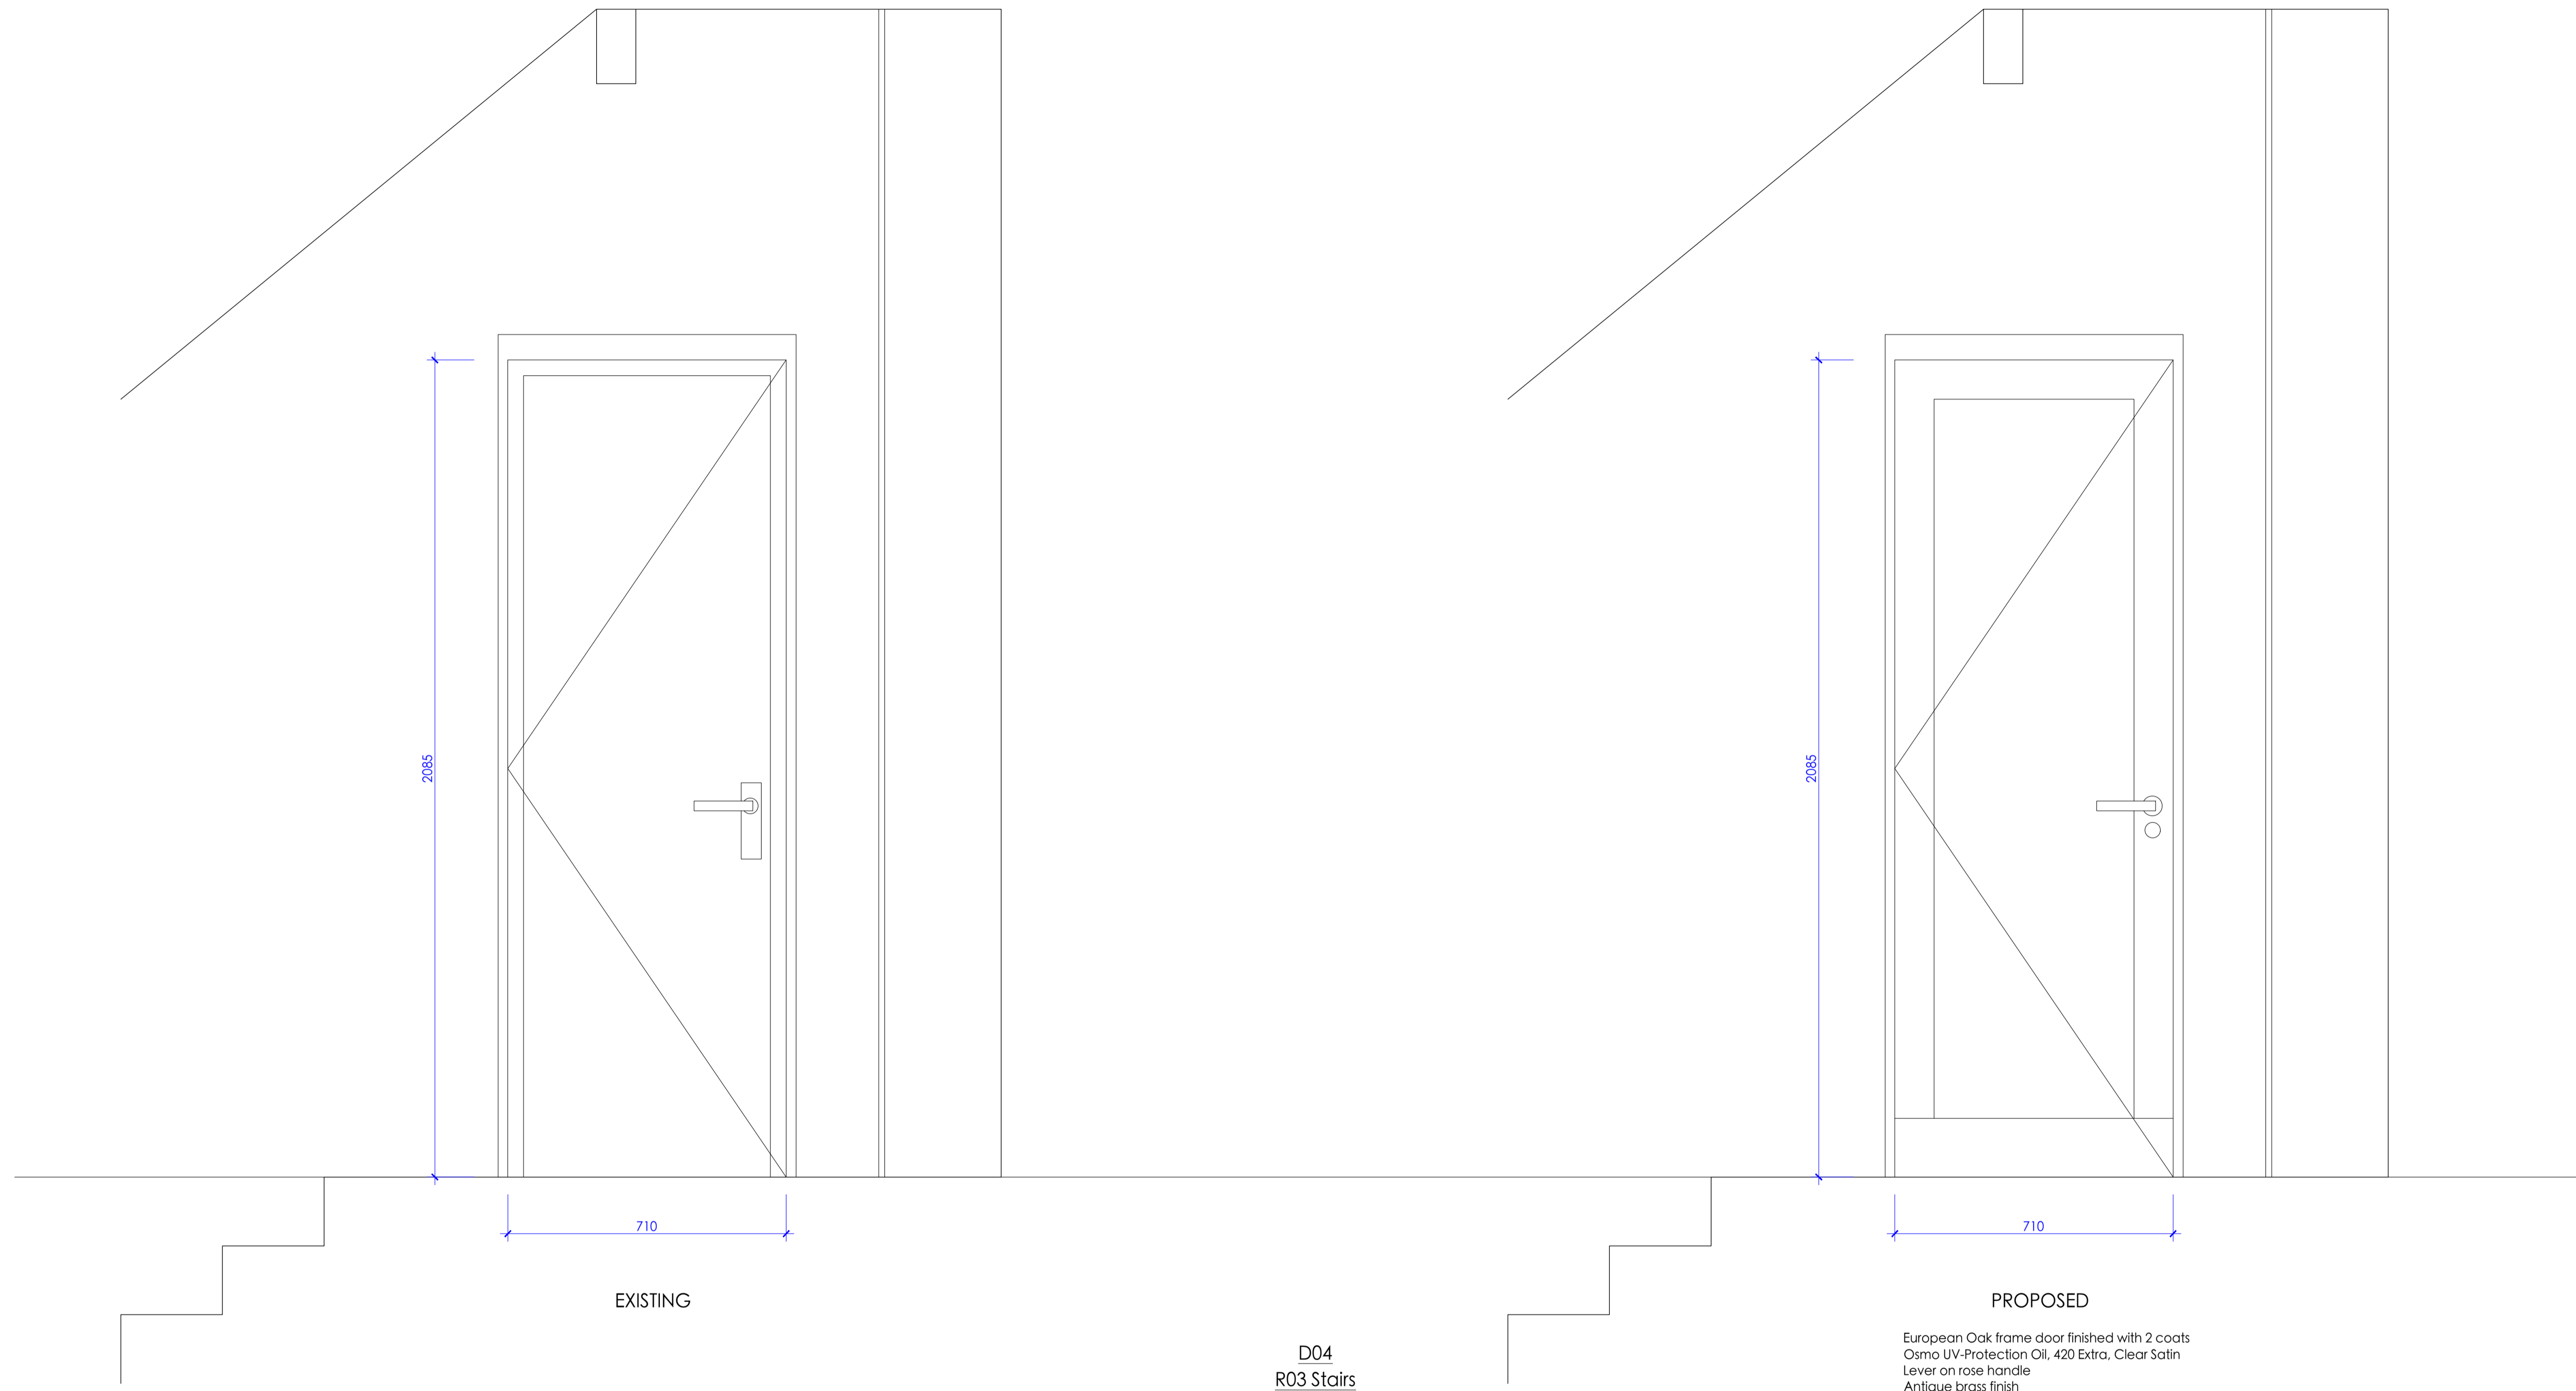 2085
710
EXISTING
2085
710
PROPOSED
European Oak frame door finished with 2 coats
Osmo UV-Protection Oil, 420 Extra, Clear Satin
Lever on rose handle
Antique brass finish
D04
R03 Stairs